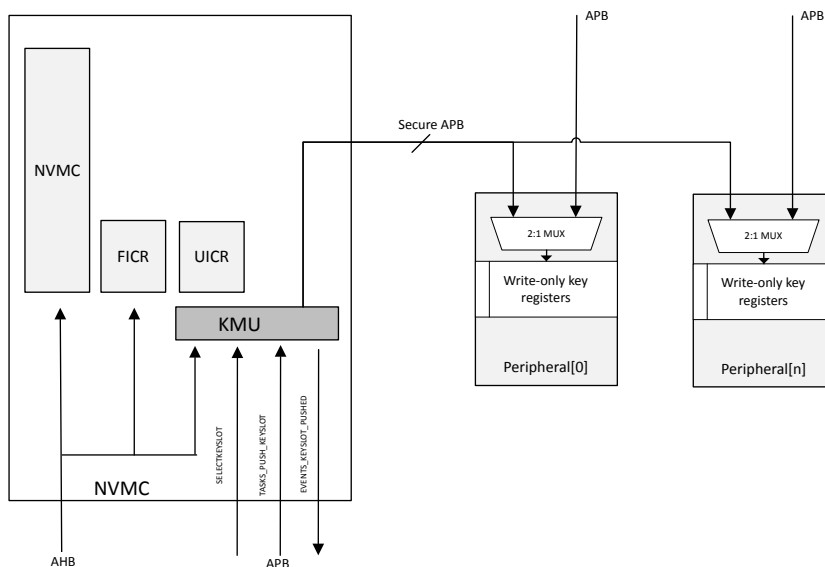 APB
APB
Secure APB
NVMC
FICR
UICR
2:1 MUX
2:1 MUX
Write-only key
registers
Write-only key
registers
KMU
Peripheral[0]
Peripheral[n]
SELECTKEYSLOT
TASKS_PUSH_KEYSLOT
EVENTS_KEYSLOT_PUSHED
NVMC
AHB
APB